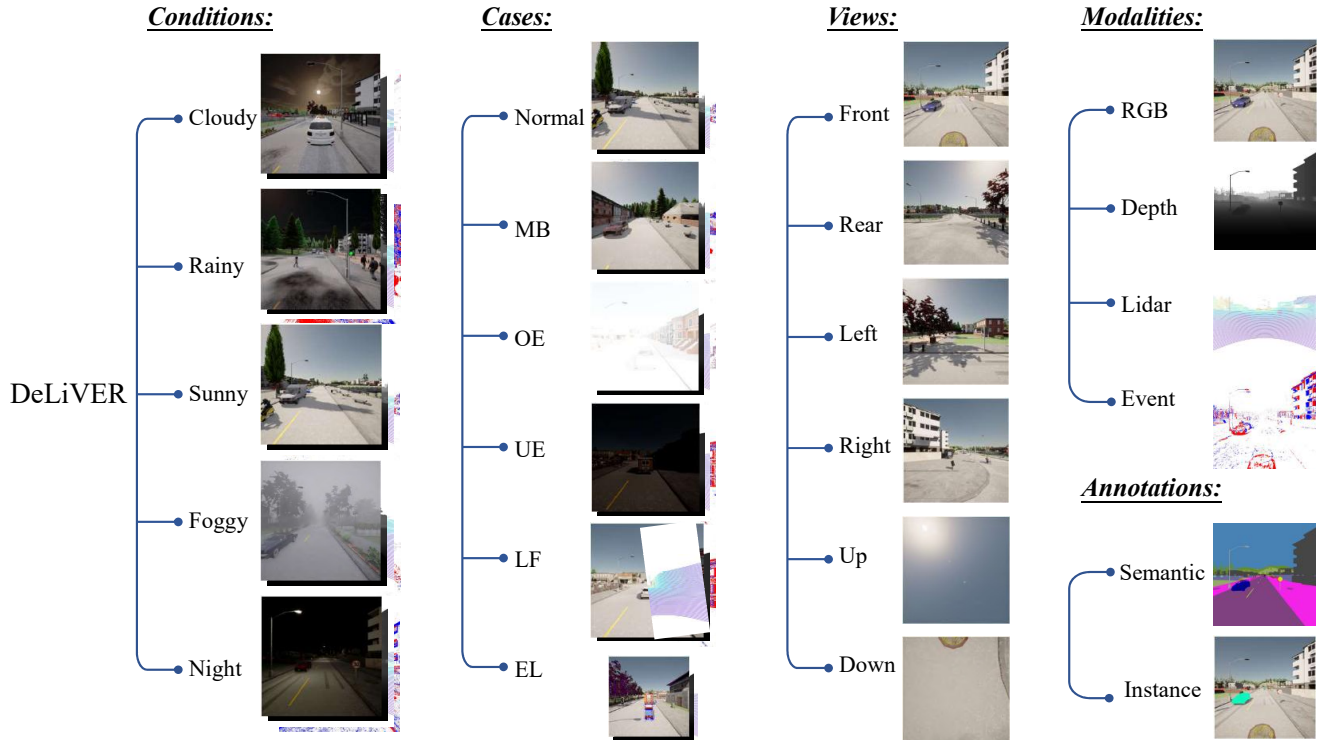 Conditions:
Cases:
Views:
Modalities:
DeLiVER
Cloudy
Rainy
Sunny
Foggy
Night
Normal
MB
OE
UE
LF
EL
Front
Rear
Left
Right
Up
Down
RGB
Depth
Lidar
Event
Annotations:
Semantic
Instance